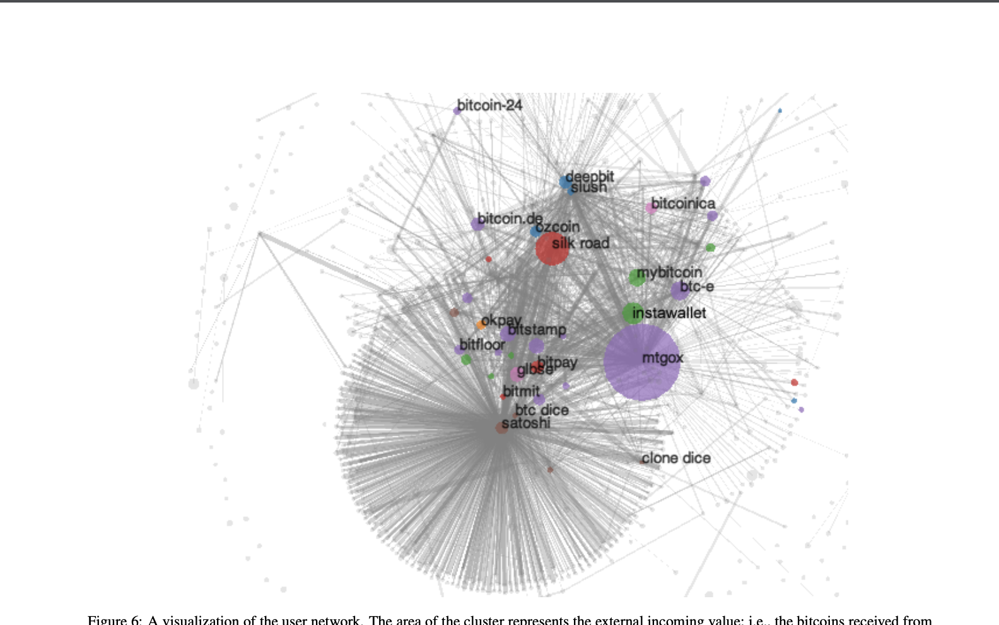 bitcoin-24
deepbit
slush
bitcoinica
bitcoin.de
ozcoin
silk road
mybitcoin
btc-e
instawallet
okpay
bitstamp
bitfloor
mtgox
bitpay
glbse
bitmit
btc dice
satoshi
clone dice
Figure 6: A visualization of the user network. The area of the cluster represents the external incoming value; i.e., the bitcoins received from